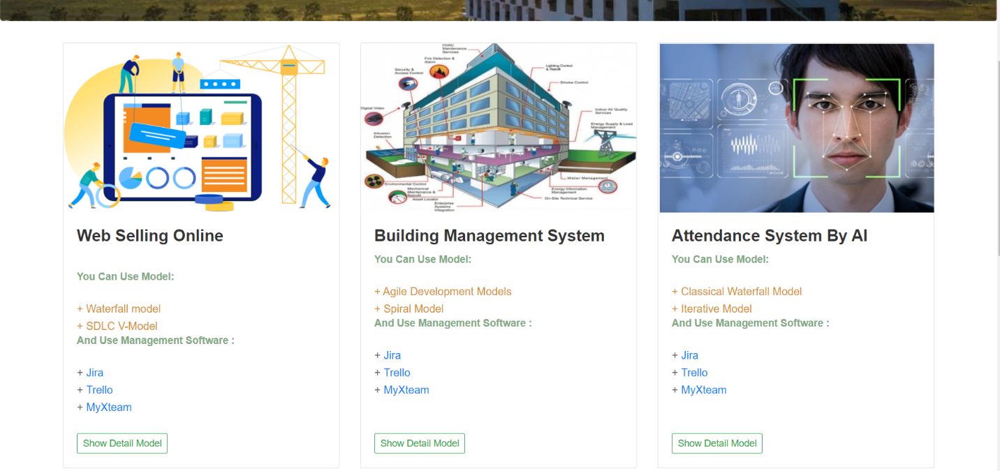 Web Selling Online
You Can Use Model:
+ Waterfall model
+ SDLC V-Model
And Use Management Software :
+ Jira
+ Trello
+ MyXteam
Show Detail Model
HVAC
Maintenance
Services
Fire Detection &
Alarm
Security &
Access Control
Lighting Control
& Retrofit
Smoke Control
Digital Video
Indoor Air Quality
Services
Intrusion
Detection
Energy Supply & Load
Management
Environmental Control
Water Management
Mechanical
Maintenance &
Retrofit
Asset Locator
Energy Information
Management
Enterprise
Systems
Integration
On-Site Technical Service
Building Management System
You Can Use Model:
+ Agile Development Models
+ Spiral Model
And Use Management Software :
+ Jira
+ Trello
+ MyXteam
Show Detail Model
Attendance System By AI
You Can Use Model:
+ Classical Waterfall Model
+ Iterative Model
And Use Management Software :
+ Jira
+ Trello
+ MyXteam
Show Detail Model